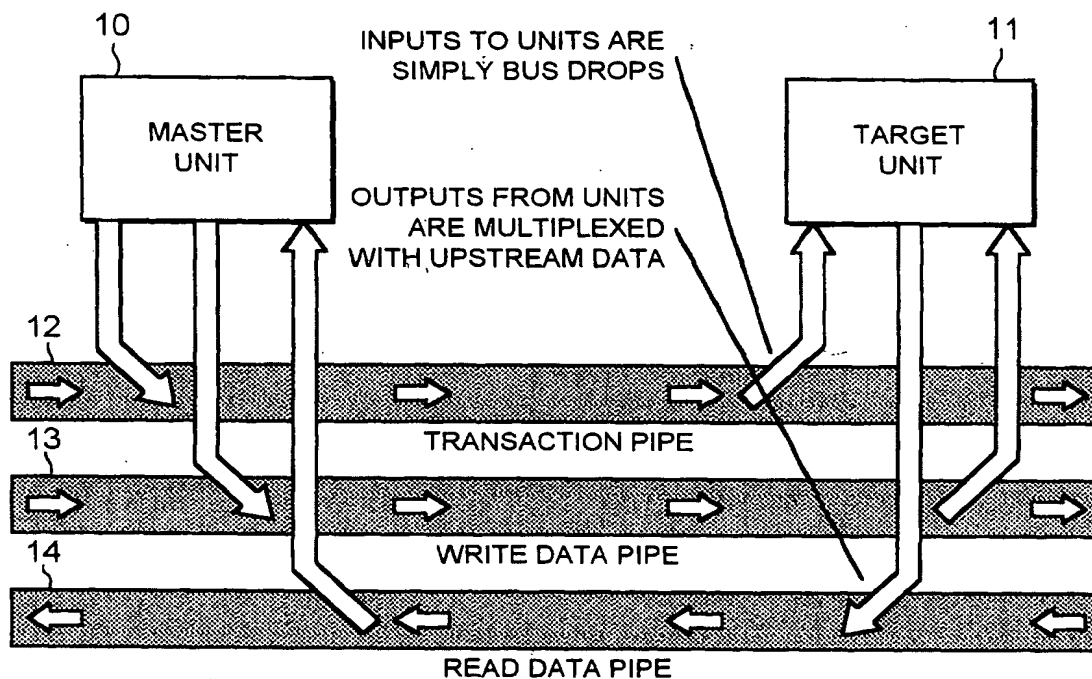 10
INPUTS TO UNITS ARE
SIMPLY BUS DROPS
11
MASTER
UNIT
TARGET
UNIT
OUTPUTS FROM UNITS
ARE MULTIPLEXED
WITH UPSTREAM DATA
12
TRANSACTION PIPE
13
WRITE DATA PIPE
14
READ DATA PIPE